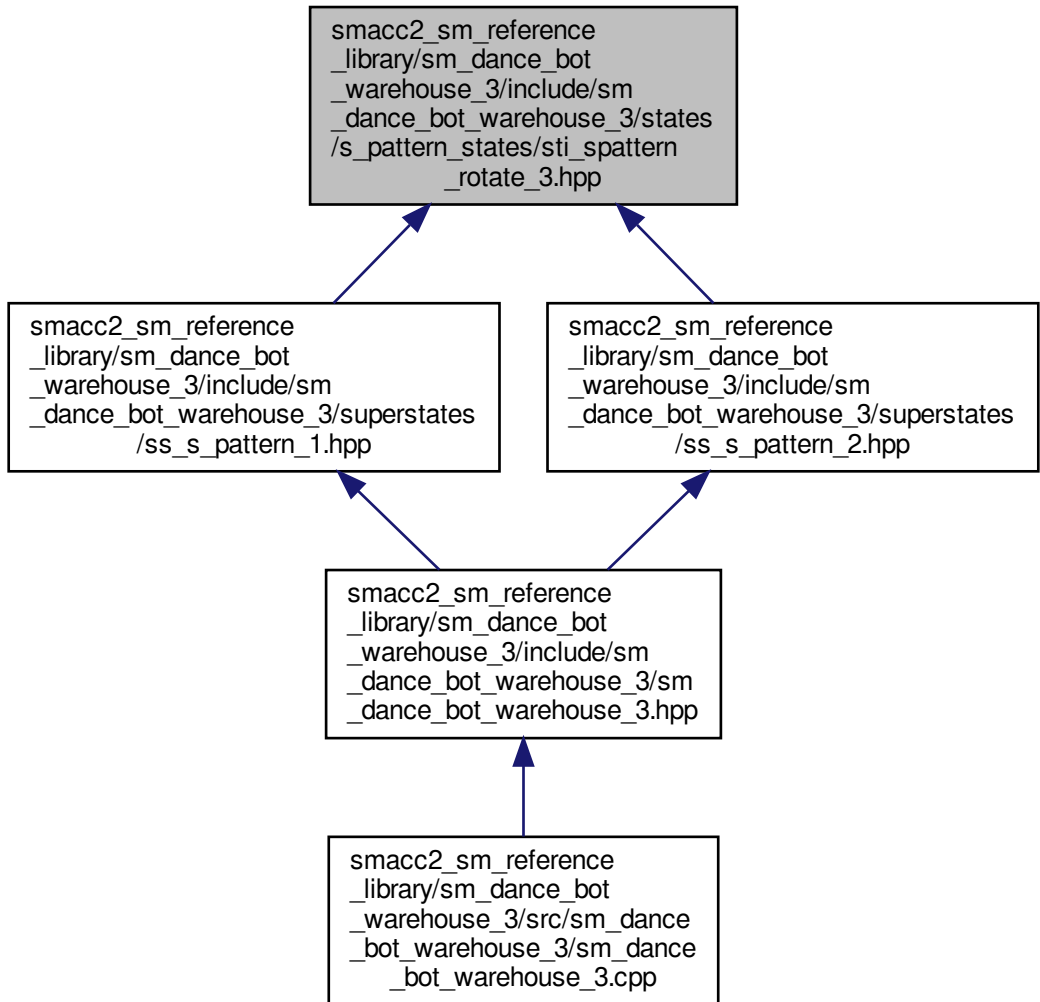 smacc2_sm_reference
_library/sm_dance_bot
_warehouse_3/include/sm
_dance_bot_warehouse_3/states
/s_pattern_states/sti_spattern
_rotate_3.hpp
smacc2_sm_reference
_library/sm_dance_bot
_warehouse_3/include/sm
_dance_bot_warehouse_3/superstates
/ss_s_pattern_1.hpp
smacc2_sm_reference
_library/sm_dance_bot
_warehouse_3/include/sm
_dance_bot_warehouse_3/superstates
/ss_s_pattern_2.hpp
smacc2_sm_reference
_library/sm_dance_bot
_warehouse_3/include/sm
_dance_bot_warehouse_3/sm
_dance_bot_warehouse_3.hpp
smacc2_sm_reference
_library/sm_dance_bot
_warehouse_3/src/sm_dance
_bot_warehouse_3/sm_dance
_bot_warehouse_3.cpp